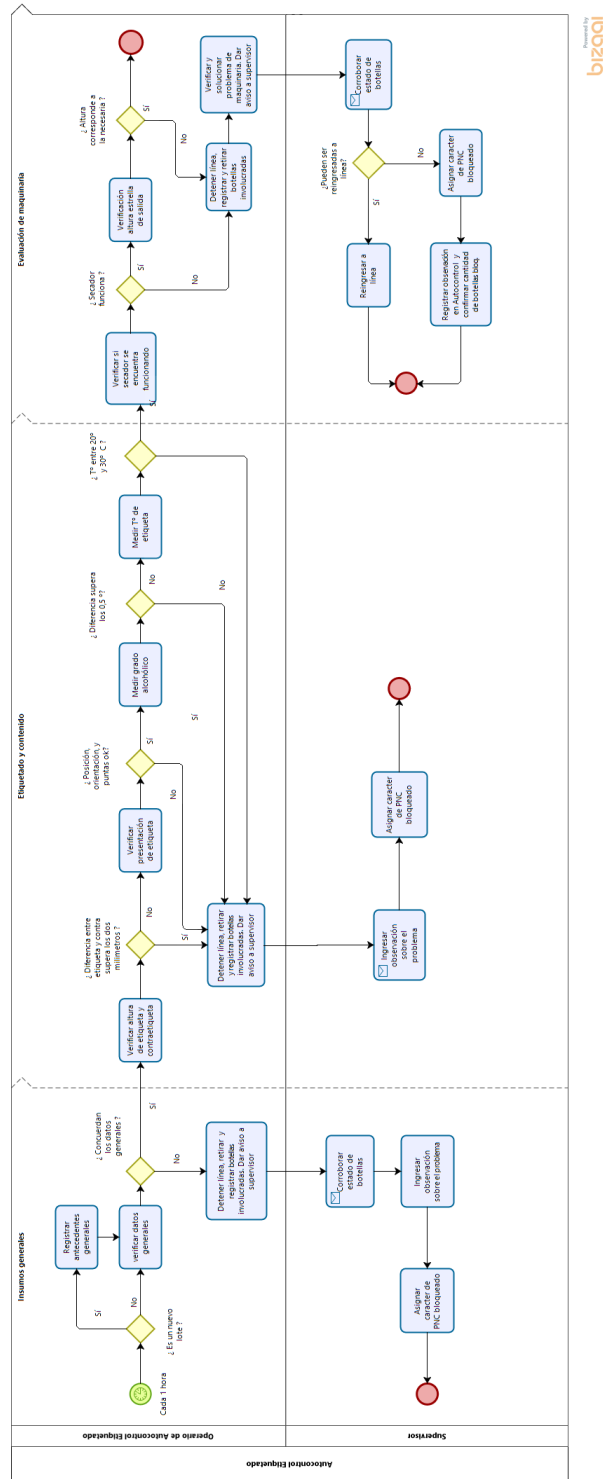 Autocontrol Etiquetado
Operario de Autocontrol Etiquetado
Supervisor
Insumos generales
Etiquetado y contenido
Evaluación de maquinaria
Cada 1 hora
¿ Es un nuevo
lote ?
Sí
No
Registrar
antecedentes
generales
verificar datos
generales
¿ Concuerdan
los datos
generales ?
Sí
No
Detener línea, retirar y
registrar botellas
involucradas. Dar aviso a
supervisor
Corroborar
estado de
botellas
Ingresar
observación
sobre el problema
Asignar
caracter de
PNC bloqueado
Verificar altura
de etiqueta y
contraetiqueta
¿ Diferencia entre
etiqueta y contra
supera los dos
milimetros ?
No
Sí
Verificar
presentación
de etiqueta
¿ Posición,
orientación, y
puntas ok?
Sí
No
Medir grado
alcohólico
¿ Diferencia supera
los 0,5 º?
No
No
Medir Tº de
etiqueta
¿ Tº entre 20º
y 30º C ?
Sí
Sí
Detener línea, retirar
y registrar botellas
involucradas. Dar
aviso a supervisor
Ingresar
observación
sobre el
problema
Asignar caracter
de PNC
bloqueado
Verificar si
secador se
encuentra
funcionando
¿ Secador
funciona ?
Sí
No
Verificación
altura estrella
de salida
¿ Altura
corresponde a
la necesaria ?
Sí
No
Detener línea,
registrar y retirar
botellas
involucradas
Verificar y
solucionar
problema de
maquinaria. Dar
aviso a supervisor
Corroborar
estado de
botellas
¿Pueden ser
reingresadas a
línea?
Sí
No
Reingresar a
línea
Asignar caracter
de PNC
bloqueado
Registrar observación
en Autocontrol y
confirmar cantidad
de botellas bloq.
Powered by
bizagi